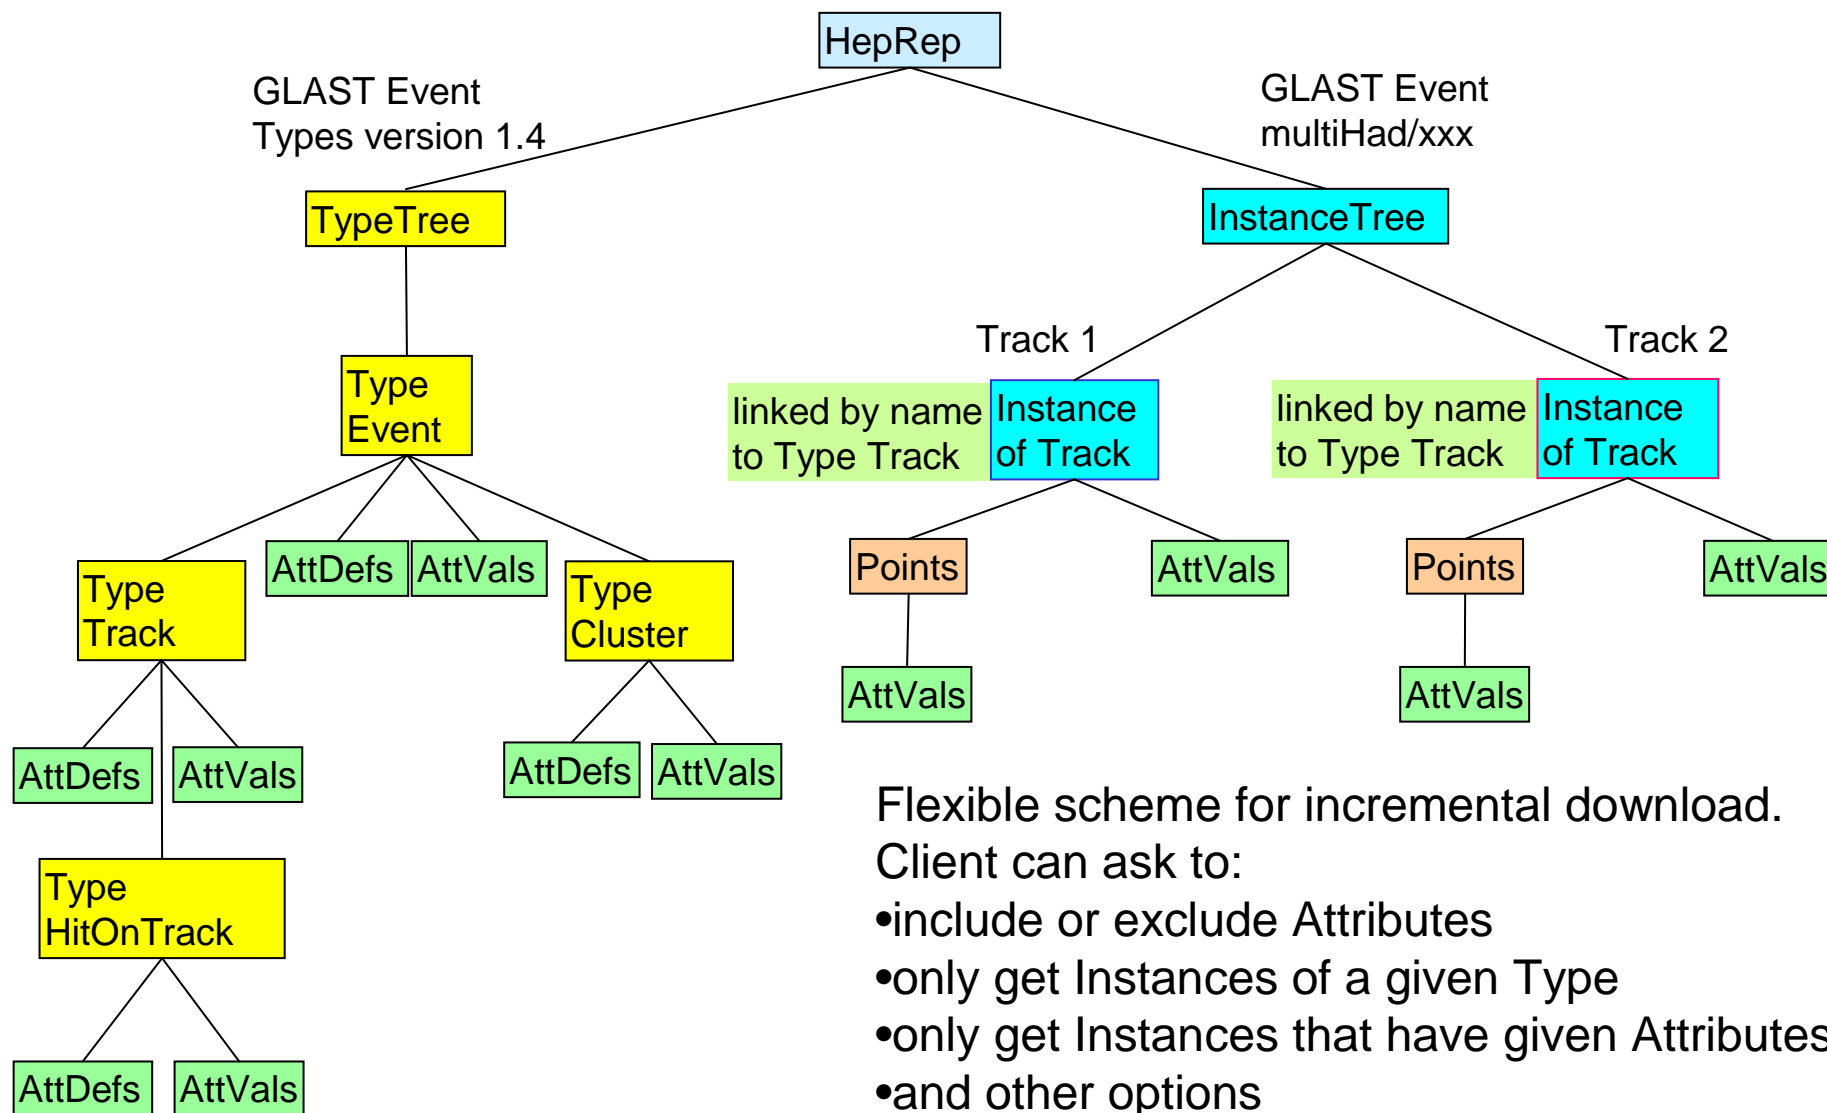 HepRep
GLAST Event
Types version 1.4
GLAST Event
multiHad/xxx
TypeTree
InstanceTree
Type
Event
Track 1
Track 2
linked by name
to Type Track
Instance
of Track
linked by name
to Type Track
Instance
of Track
Type
Track
AttDefs
AttVals
Type
Cluster
Points
AttVals
Points
AttVals
AttVals
AttVals
AttDefs
AttVals
AttDefs
AttVals
Type
HitOnTrack
AttDefs
AttVals
Flexible scheme for incremental download.
Client can ask to:
•include or exclude Attributes
•only get Instances of a given Type
•only get Instances that have given Attributes
•and other options